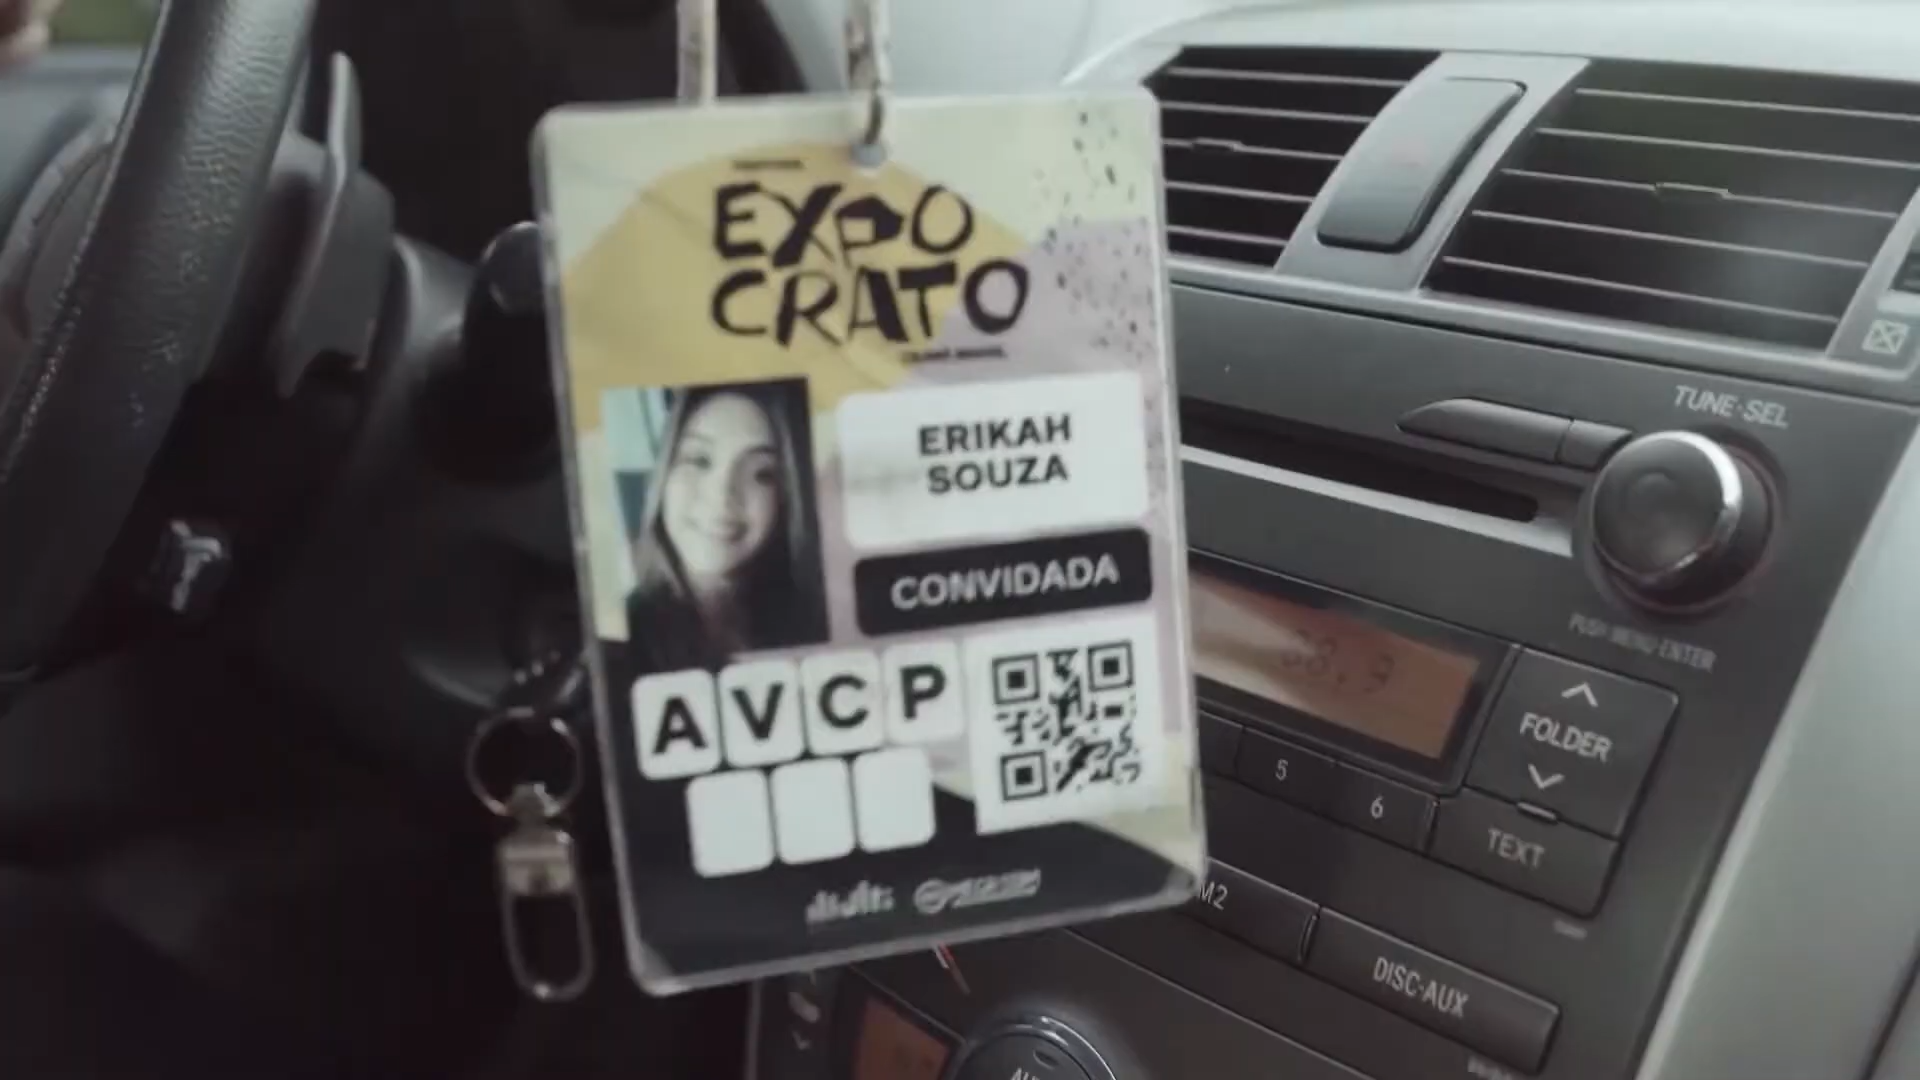 EXPO
CRATO
ERIKAH
SOUZA
CONVIDADA
A V C P
TUNE·SEL
PUSH·MENU·ENTER
FOLDER
5
6
TEXT
M2
DISC·AUX